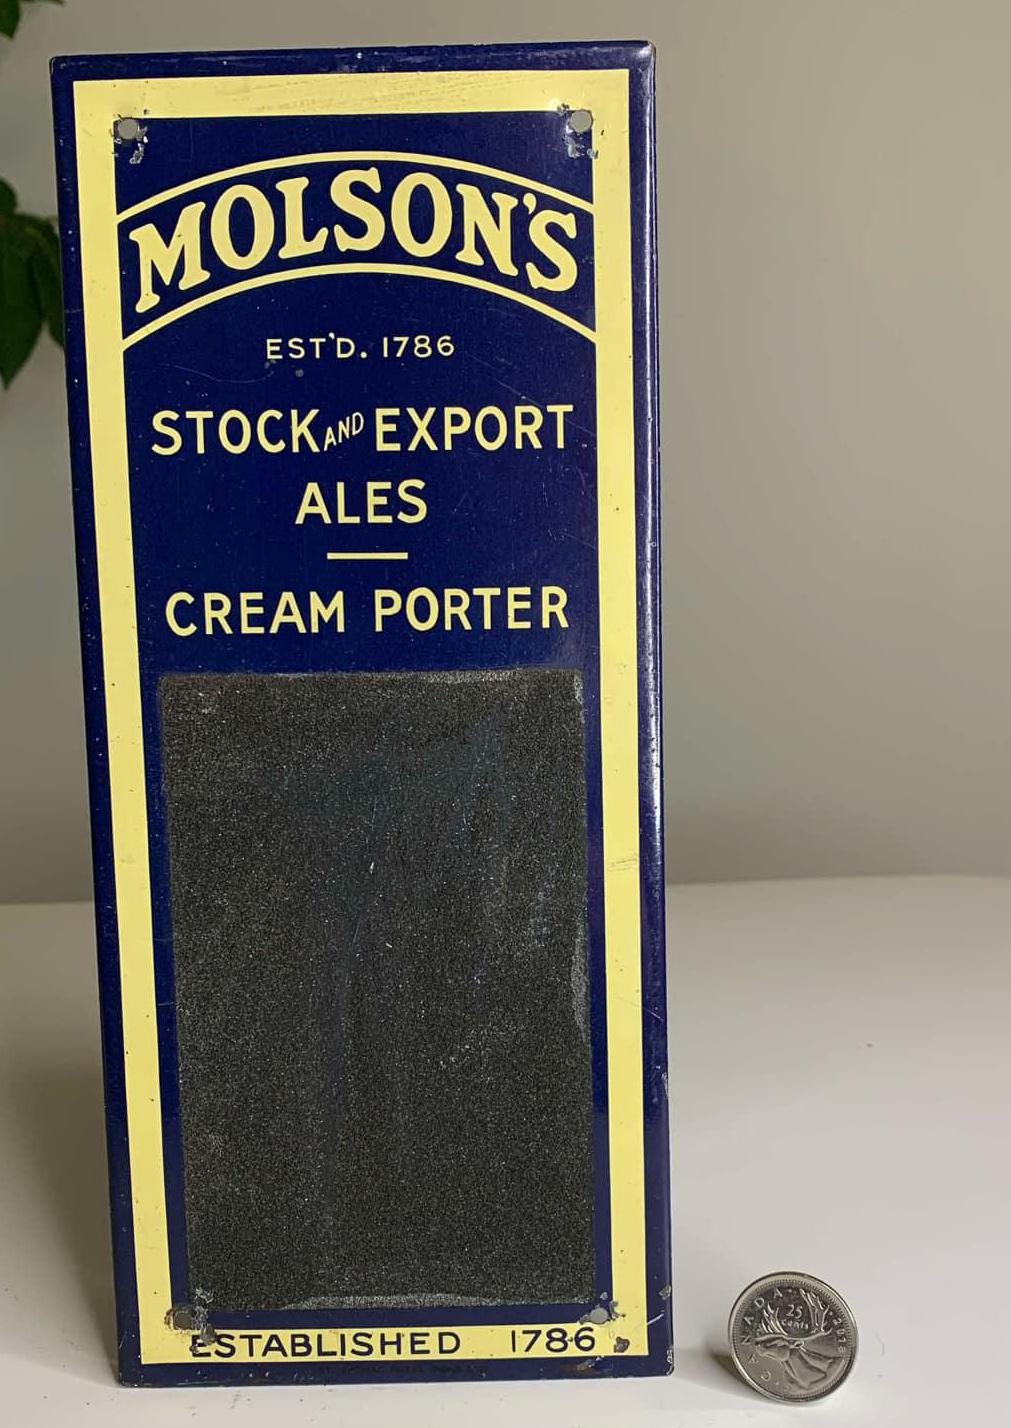 MOLSON'S
EST'D. 1786
STOCK AND EXPORT
ALES
CREAM PORTER
ESTABLISHED 1786
CANADA
25
cents